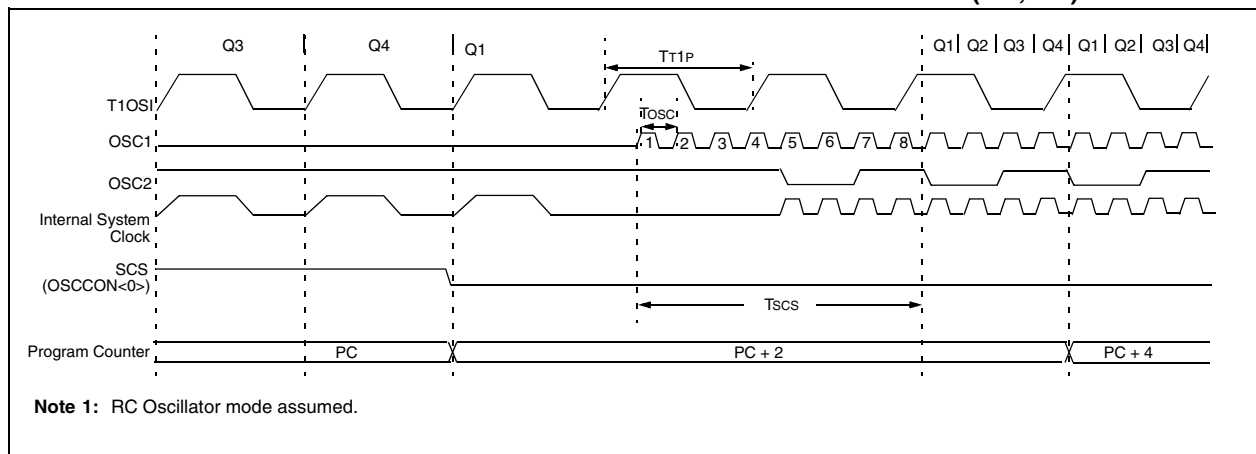 Q3 Q4 Q1 Q1 Q2 Q3 Q4 Q1 Q2 Q3 Q4
TT1P
T1OSI
TOSC
OSC1
1 2 3 4 5 6 7 8
OSC2
Internal System
Clock
SCS
(OSCCON<0>)
TSCS
Program Counter PC PC + 2 PC + 4
Note 1: RC Oscillator mode assumed.